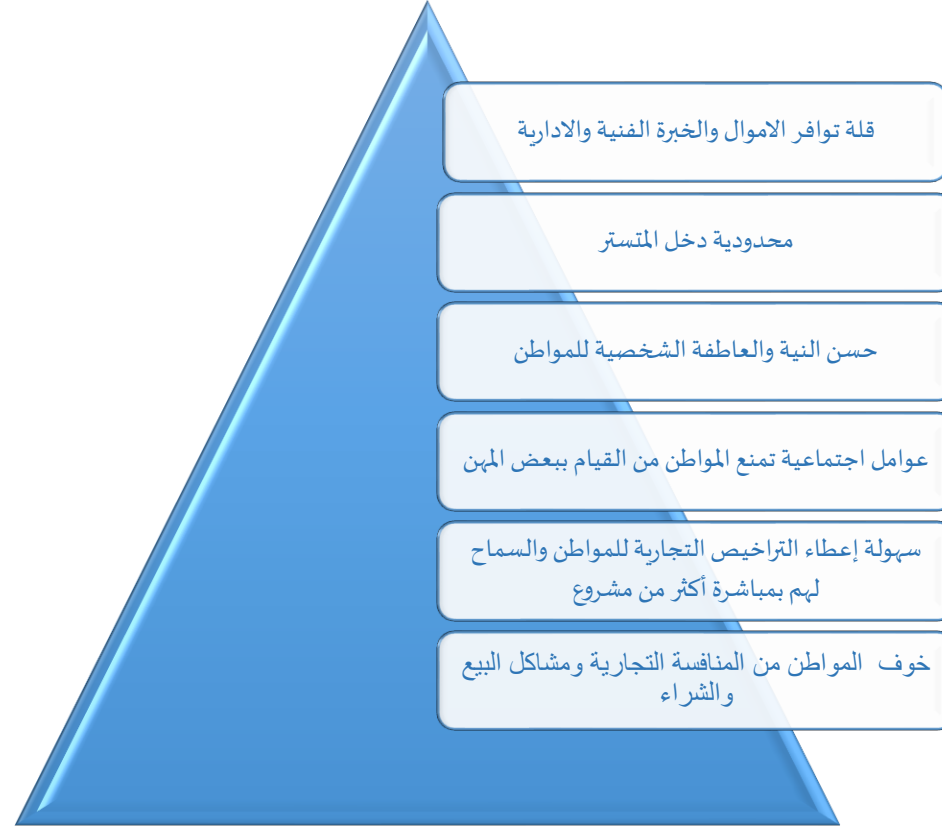 قلة توافر الاموال والخبرة الفنية والادارية
محدودية دخل المتستر
حسن النية والعاطفة الشخصية للمواطن
عوامل اجتماعية تمنع المواطن من القيام ببعض المهن
سهولة إعطاء التراخيص التجارية للمواطن والسماح
لهم بمباشرة أكثر من مشروع
خوف المواطن من المنافسة التجارية ومشاكل البيع
والشراء